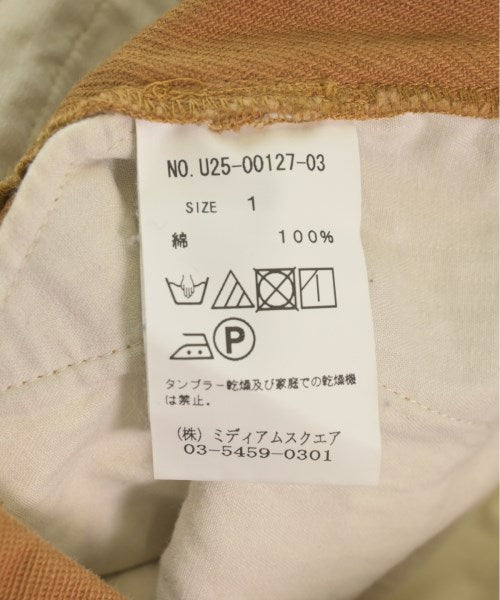 NO. U25-00127-03
SIZE 1
綿 100%
P
タンブラー乾燥及び家庭での乾燥機
は禁止。
(株) ミディアムスクエア
03-5459-0301